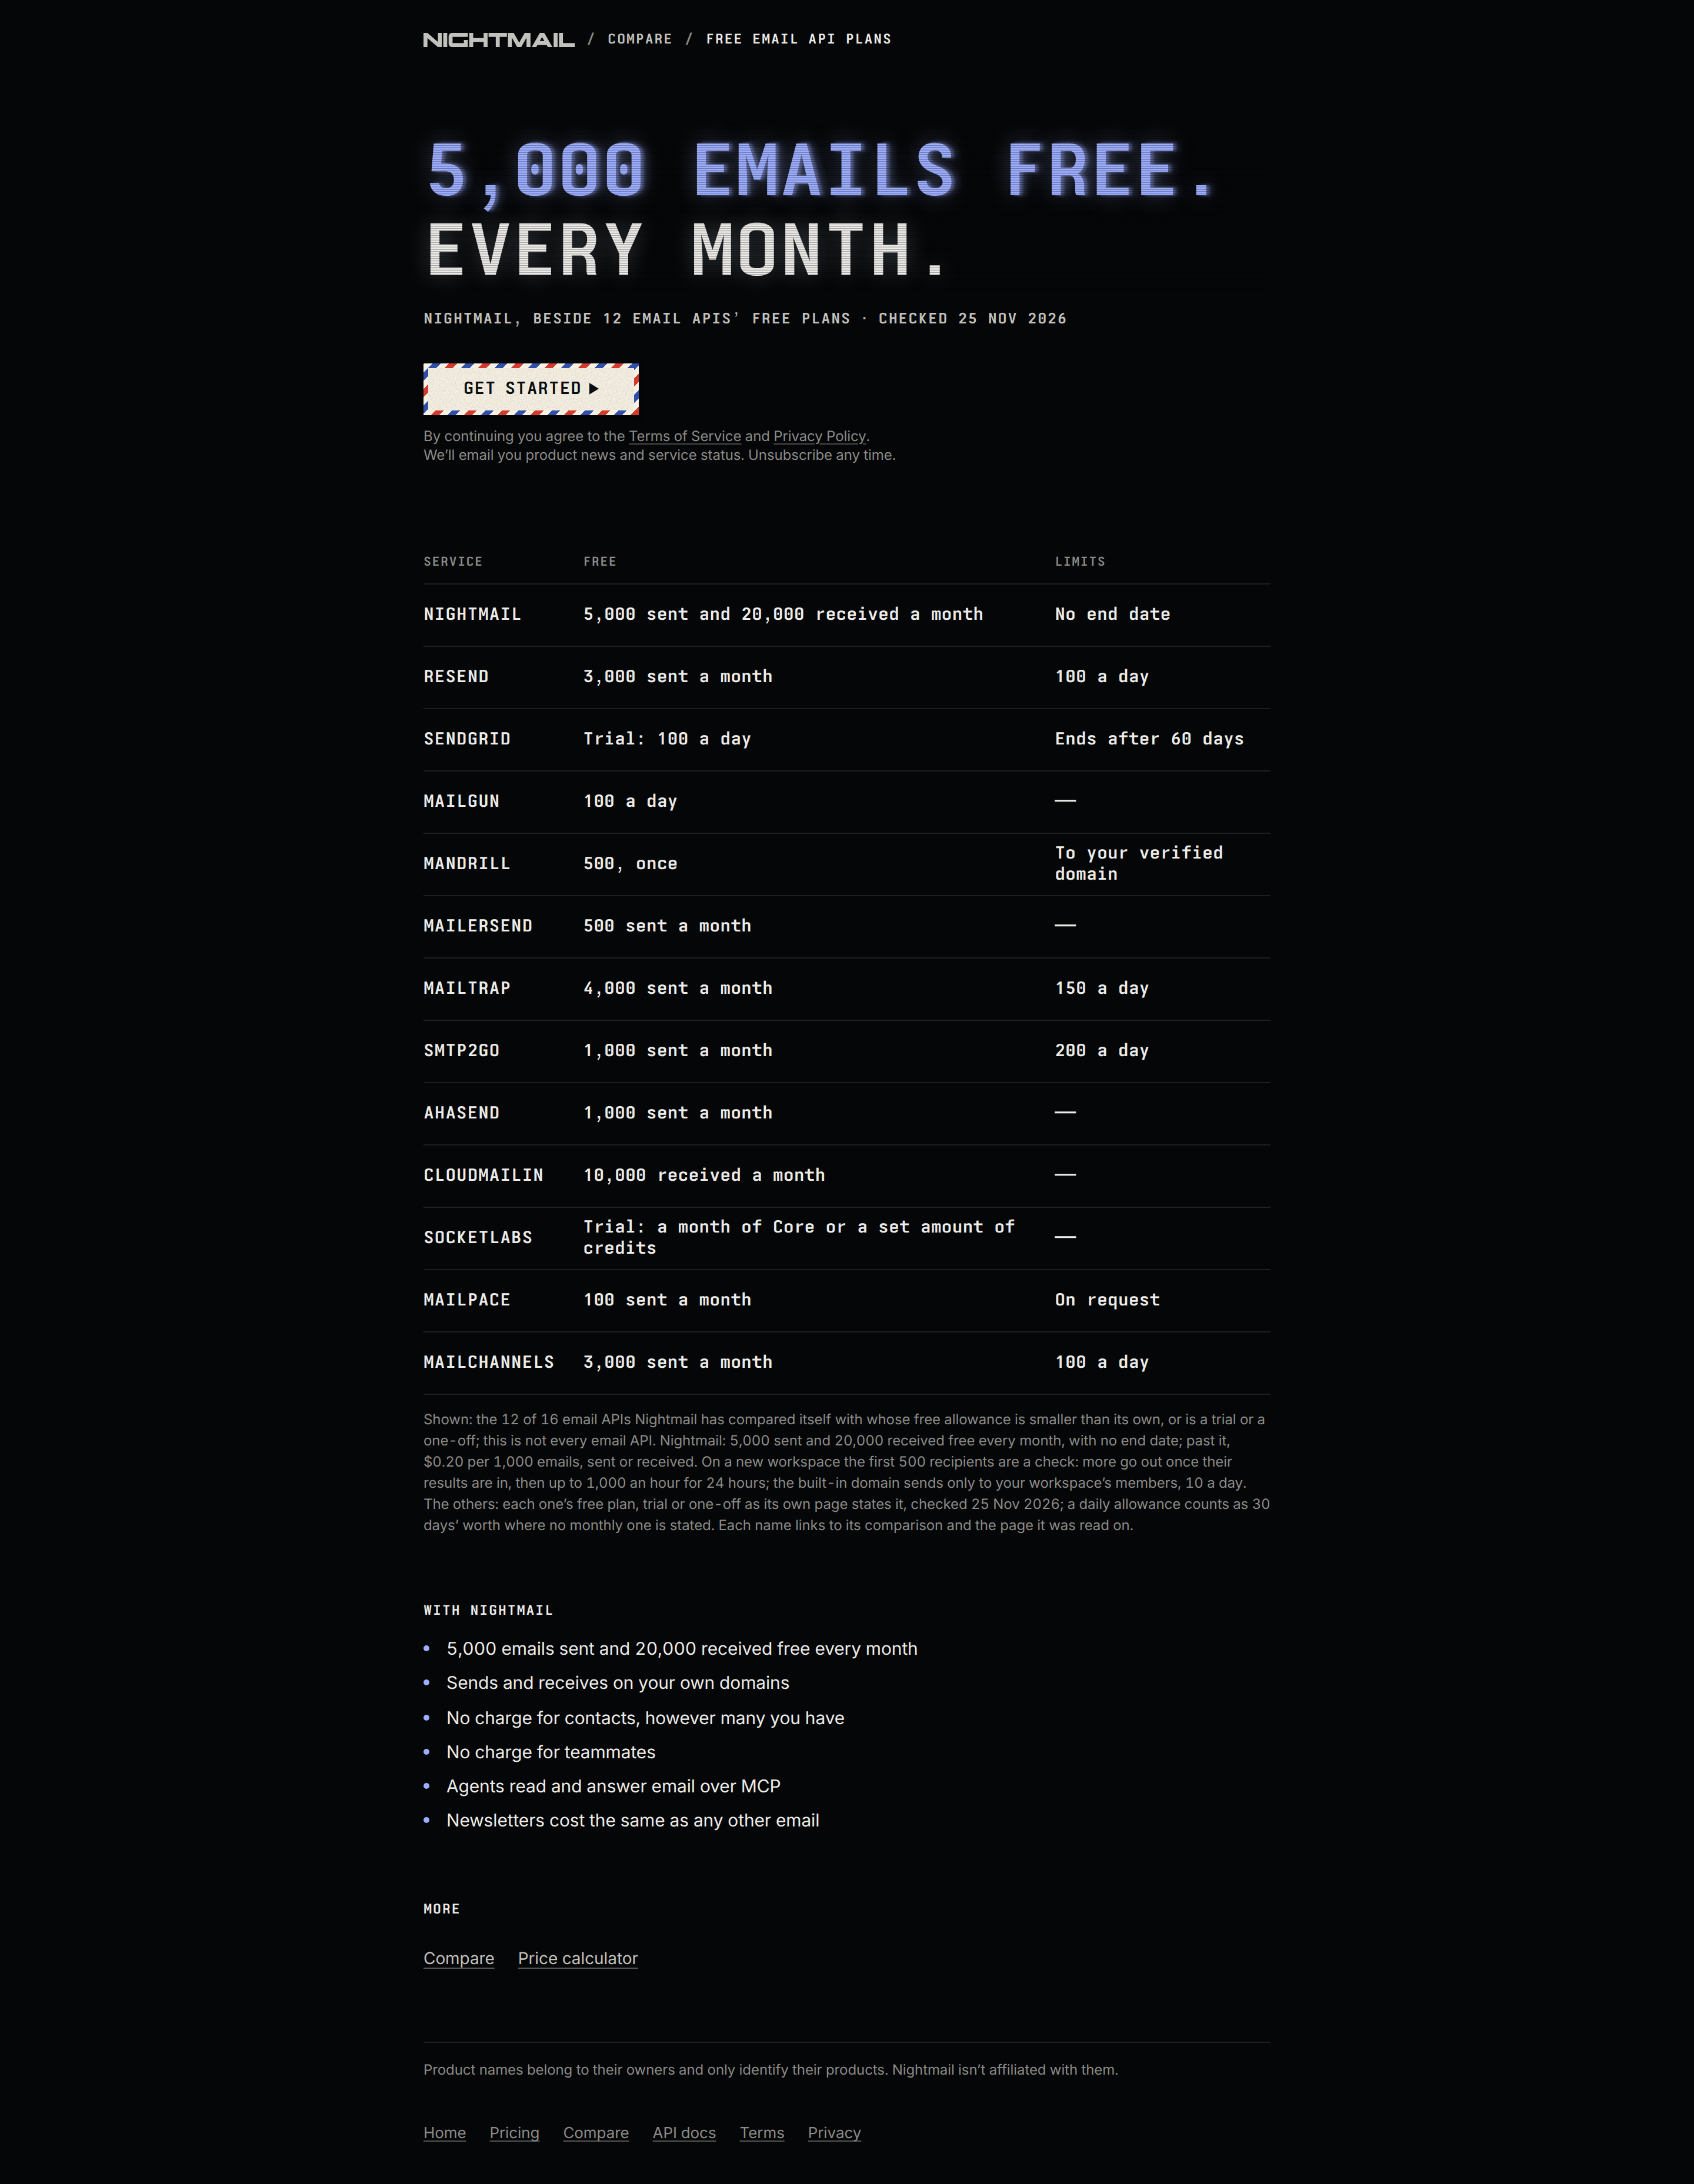 NIGHTMAIL / COMPARE / FREE EMAIL API PLANS
5,000 EMAILS FREE.
EVERY MONTH.
NIGHTMAIL, BESIDE 12 EMAIL APIS’ FREE PLANS · CHECKED 25 NOV 2026
GET STARTED ▶
By continuing you agree to the Terms of Service and Privacy Policy.
We’ll email you product news and service status. Unsubscribe any time.
SERVICE FREE LIMITS
NIGHTMAIL 5,000 sent and 20,000 received a month No end date
RESEND 3,000 sent a month 100 a day
SENDGRID Trial: 100 a day Ends after 60 days
MAILGUN 100 a day —
MANDRILL 500, once To your verified
domain
MAILERSEND 500 sent a month —
MAILTRAP 4,000 sent a month 150 a day
SMTP2GO 1,000 sent a month 200 a day
AHASEND 1,000 sent a month —
CLOUDMAILIN 10,000 received a month —
SOCKETLABS Trial: a month of Core or a set amount of
credits —
MAILPACE 100 sent a month On request
MAILCHANNELS 3,000 sent a month 100 a day
Shown: the 12 of 16 email APIs Nightmail has compared itself with whose free allowance is smaller than its own, or is a trial or a
one-off; this is not every email API. Nightmail: 5,000 sent and 20,000 received free every month, with no end date; past it,
$0.20 per 1,000 emails, sent or received. On a new workspace the first 500 recipients are a check: more go out once their
results are in, then up to 1,000 an hour for 24 hours; the built-in domain sends only to your workspace’s members, 10 a day.
The others: each one’s free plan, trial or one-off as its own page states it, checked 25 Nov 2026; a daily allowance counts as 30
days’ worth where no monthly one is stated. Each name links to its comparison and the page it was read on.
WITH NIGHTMAIL
• 5,000 emails sent and 20,000 received free every month
• Sends and receives on your own domains
• No charge for contacts, however many you have
• No charge for teammates
• Agents read and answer email over MCP
• Newsletters cost the same as any other email
MORE
Compare Price calculator
Product names belong to their owners and only identify their products. Nightmail isn’t affiliated with them.
Home Pricing Compare API docs Terms Privacy